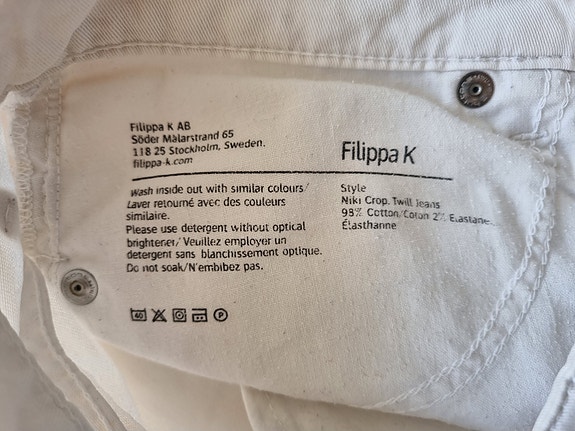 Filippa K AB
Söder Mälarstrand 65
118 25 Stockholm, Sweden.
filippa-k.com
Filippa K
Wash inside out with similar colours/
Laver retourné avec des couleurs
similaire.
Please use detergent without optical
brightener/ Veuillez employer un
detergent sans blanchissement optique.
Do not soak/N'embibez pas.
Style
Niki Crop. Twill Jeans
98% Cotton/Coton 2% Elastane
Élasthanne
40
P